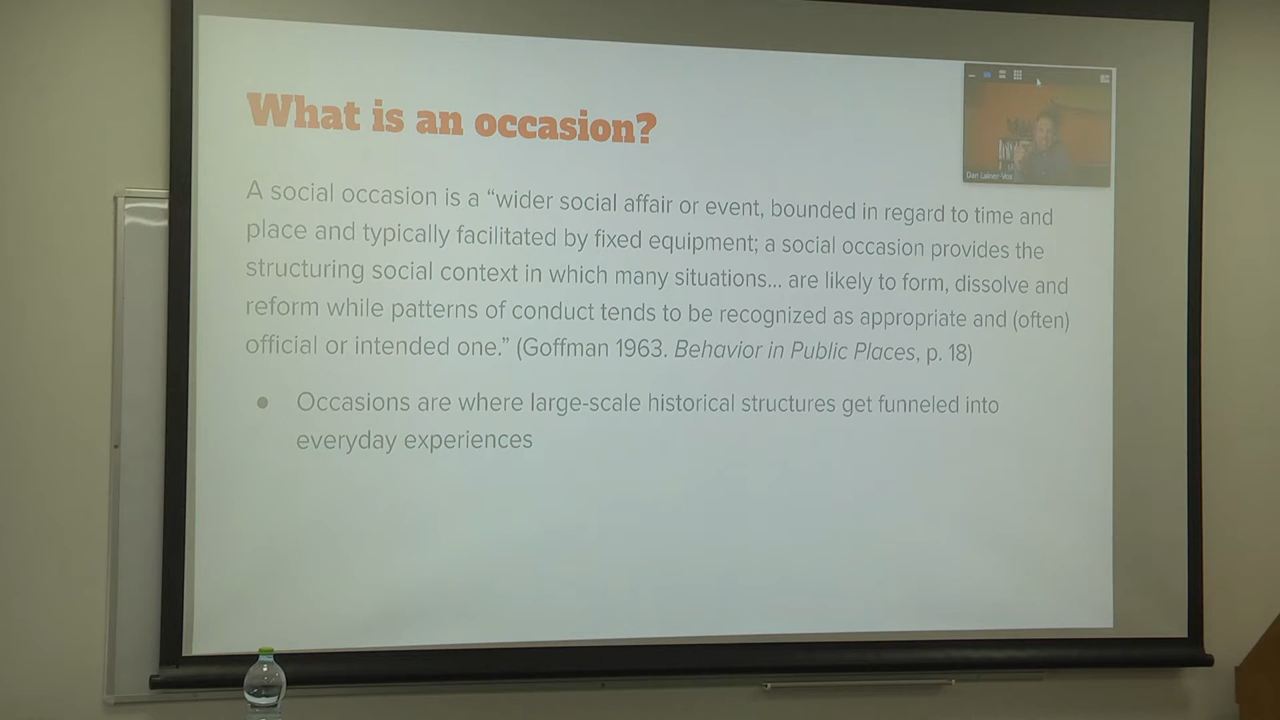 What is an occasion?
A social occasion is a “wider social affair or event, bounded in regard to time and
place and typically facilitated by fixed equipment; a social occasion provides the
structuring social context in which many situations... are likely to form, dissolve and
reform while patterns of conduct tends to be recognized as appropriate and (often)
official or intended one.” (Goffman 1963. Behavior in Public Places, p. 18)
● Occasions are where large-scale historical structures get funneled into
everyday experiences
Dan Lainer-Vos